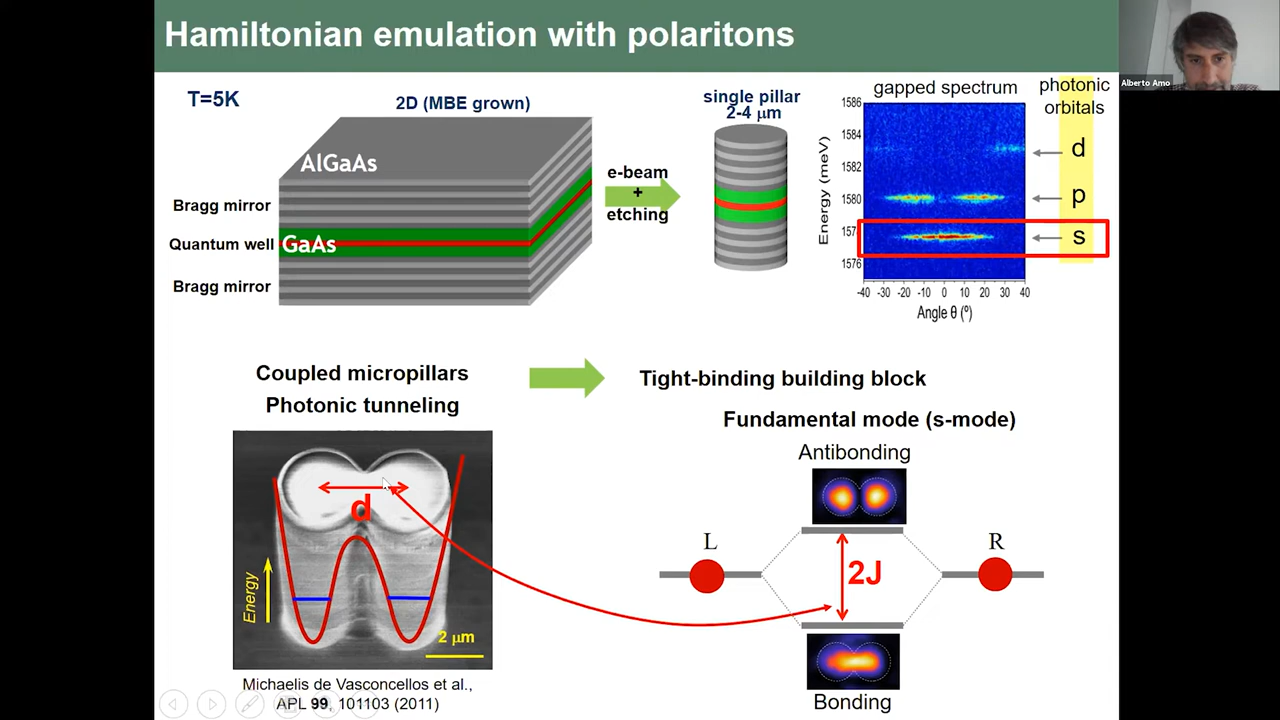 Hamiltonian emulation with polaritons
Alberto Amo
T=5K
2D (MBE grown)
AlGaAs
Bragg mirror
Quantum well
GaAs
Bragg mirror
e-beam
+
etching
single pillar
2-4 μm
gapped spectrum
photonic
orbitals
Energy (meV)
1586
1584
1582
1580
157
1576
-40 -30 -20 -10 0 10 20 30 40
Angle θ (º)
d
p
s
Coupled micropillars
Photonic tunneling
Tight-binding building block
Fundamental mode (s-mode)
Antibonding
d
Energy
2 μm
L
R
2J
Bonding
Michaelis de Vasconcellos et al.,
APL 99, 101103 (2011)